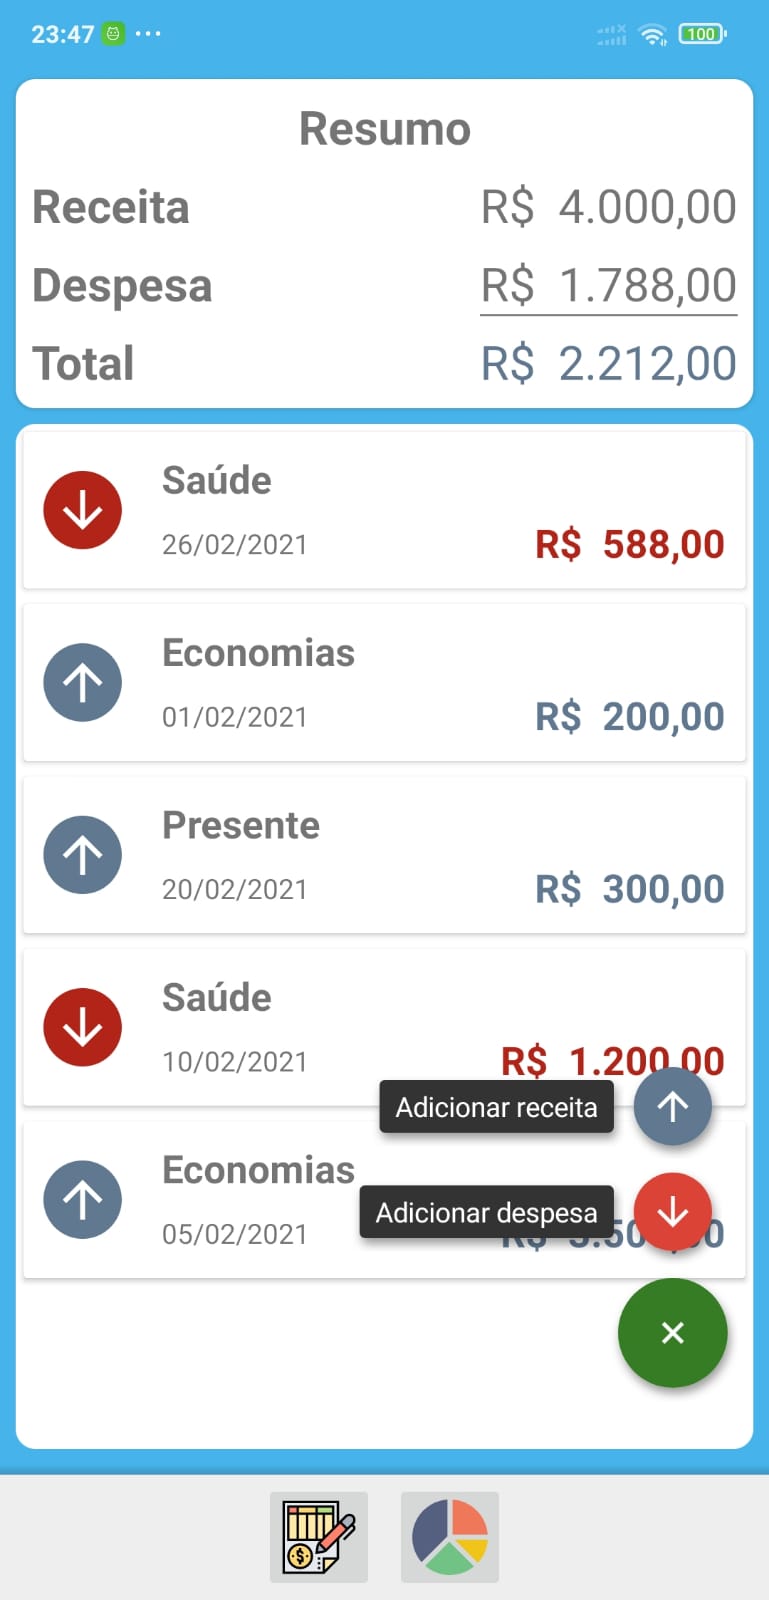 23:47
100
Resumo
Receita R$ 4.000,00
Despesa R$ 1.788,00
Total R$ 2.212,00
Saúde
26/02/2021 R$ 588,00
Economias
01/02/2021 R$ 200,00
Presente
20/02/2021 R$ 300,00
Saúde
10/02/2021 R$ 1.200,00
Adicionar receita
Economias
Adicionar despesa
05/02/2021